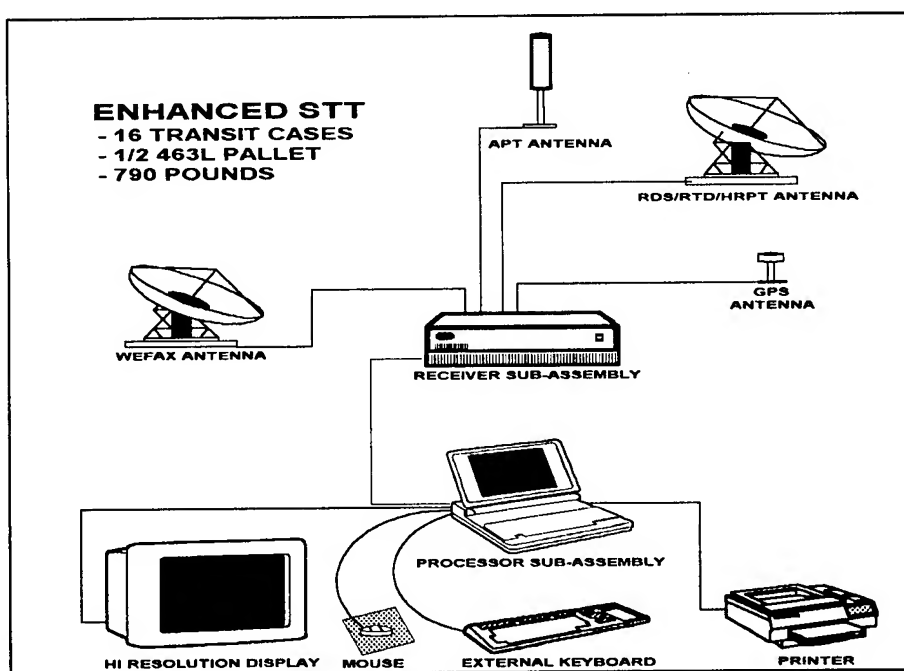 ENHANCED STT
- 16 TRANSIT CASES
- 1/2 463L PALLET
- 790 POUNDS
APT ANTENNA
RDS/RTD/HRPT ANTENNA
GPS
ANTENNA
WEFAX ANTENNA
RECEIVER SUB-ASSEMBLY
PROCESSOR SUB-ASSEMBLY
HI RESOLUTION DISPLAY
MOUSE
EXTERNAL KEYBOARD
PRINTER